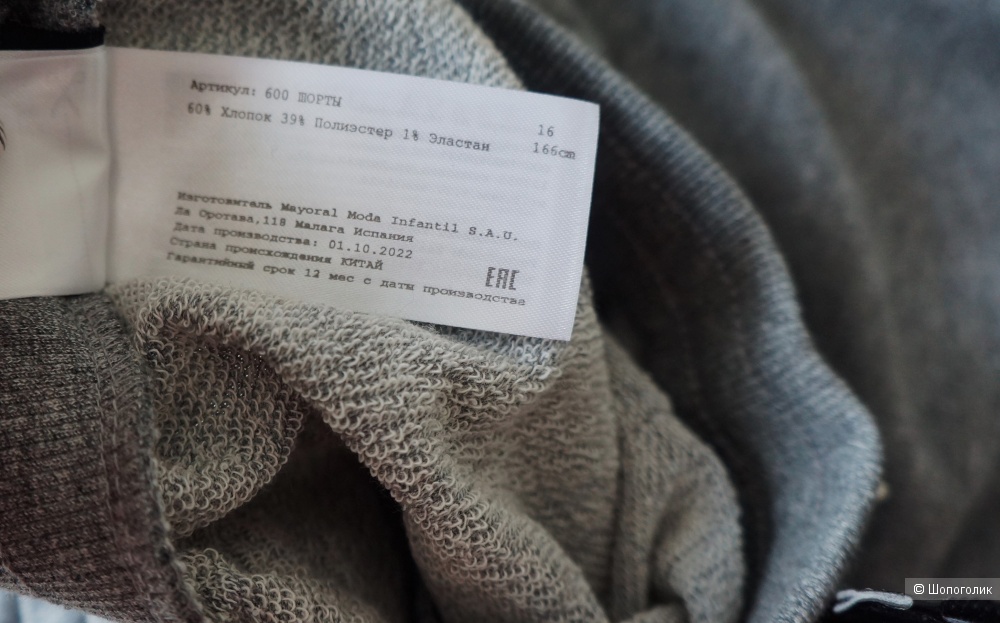 Артикул: 600 ШОРТЫ
60% Хлопок 39% Полиэстер 1% Эластан
16
166cm
Изготовитель Mayoral Moda Infantil S.A.U.
Ла Оротава,118 Малага Испания
Дата производства: 01.10.2022
Страна происхождения КИТАЙ
Гарантийный срок 12 мес с даты производства
EAC
© Шопоголик